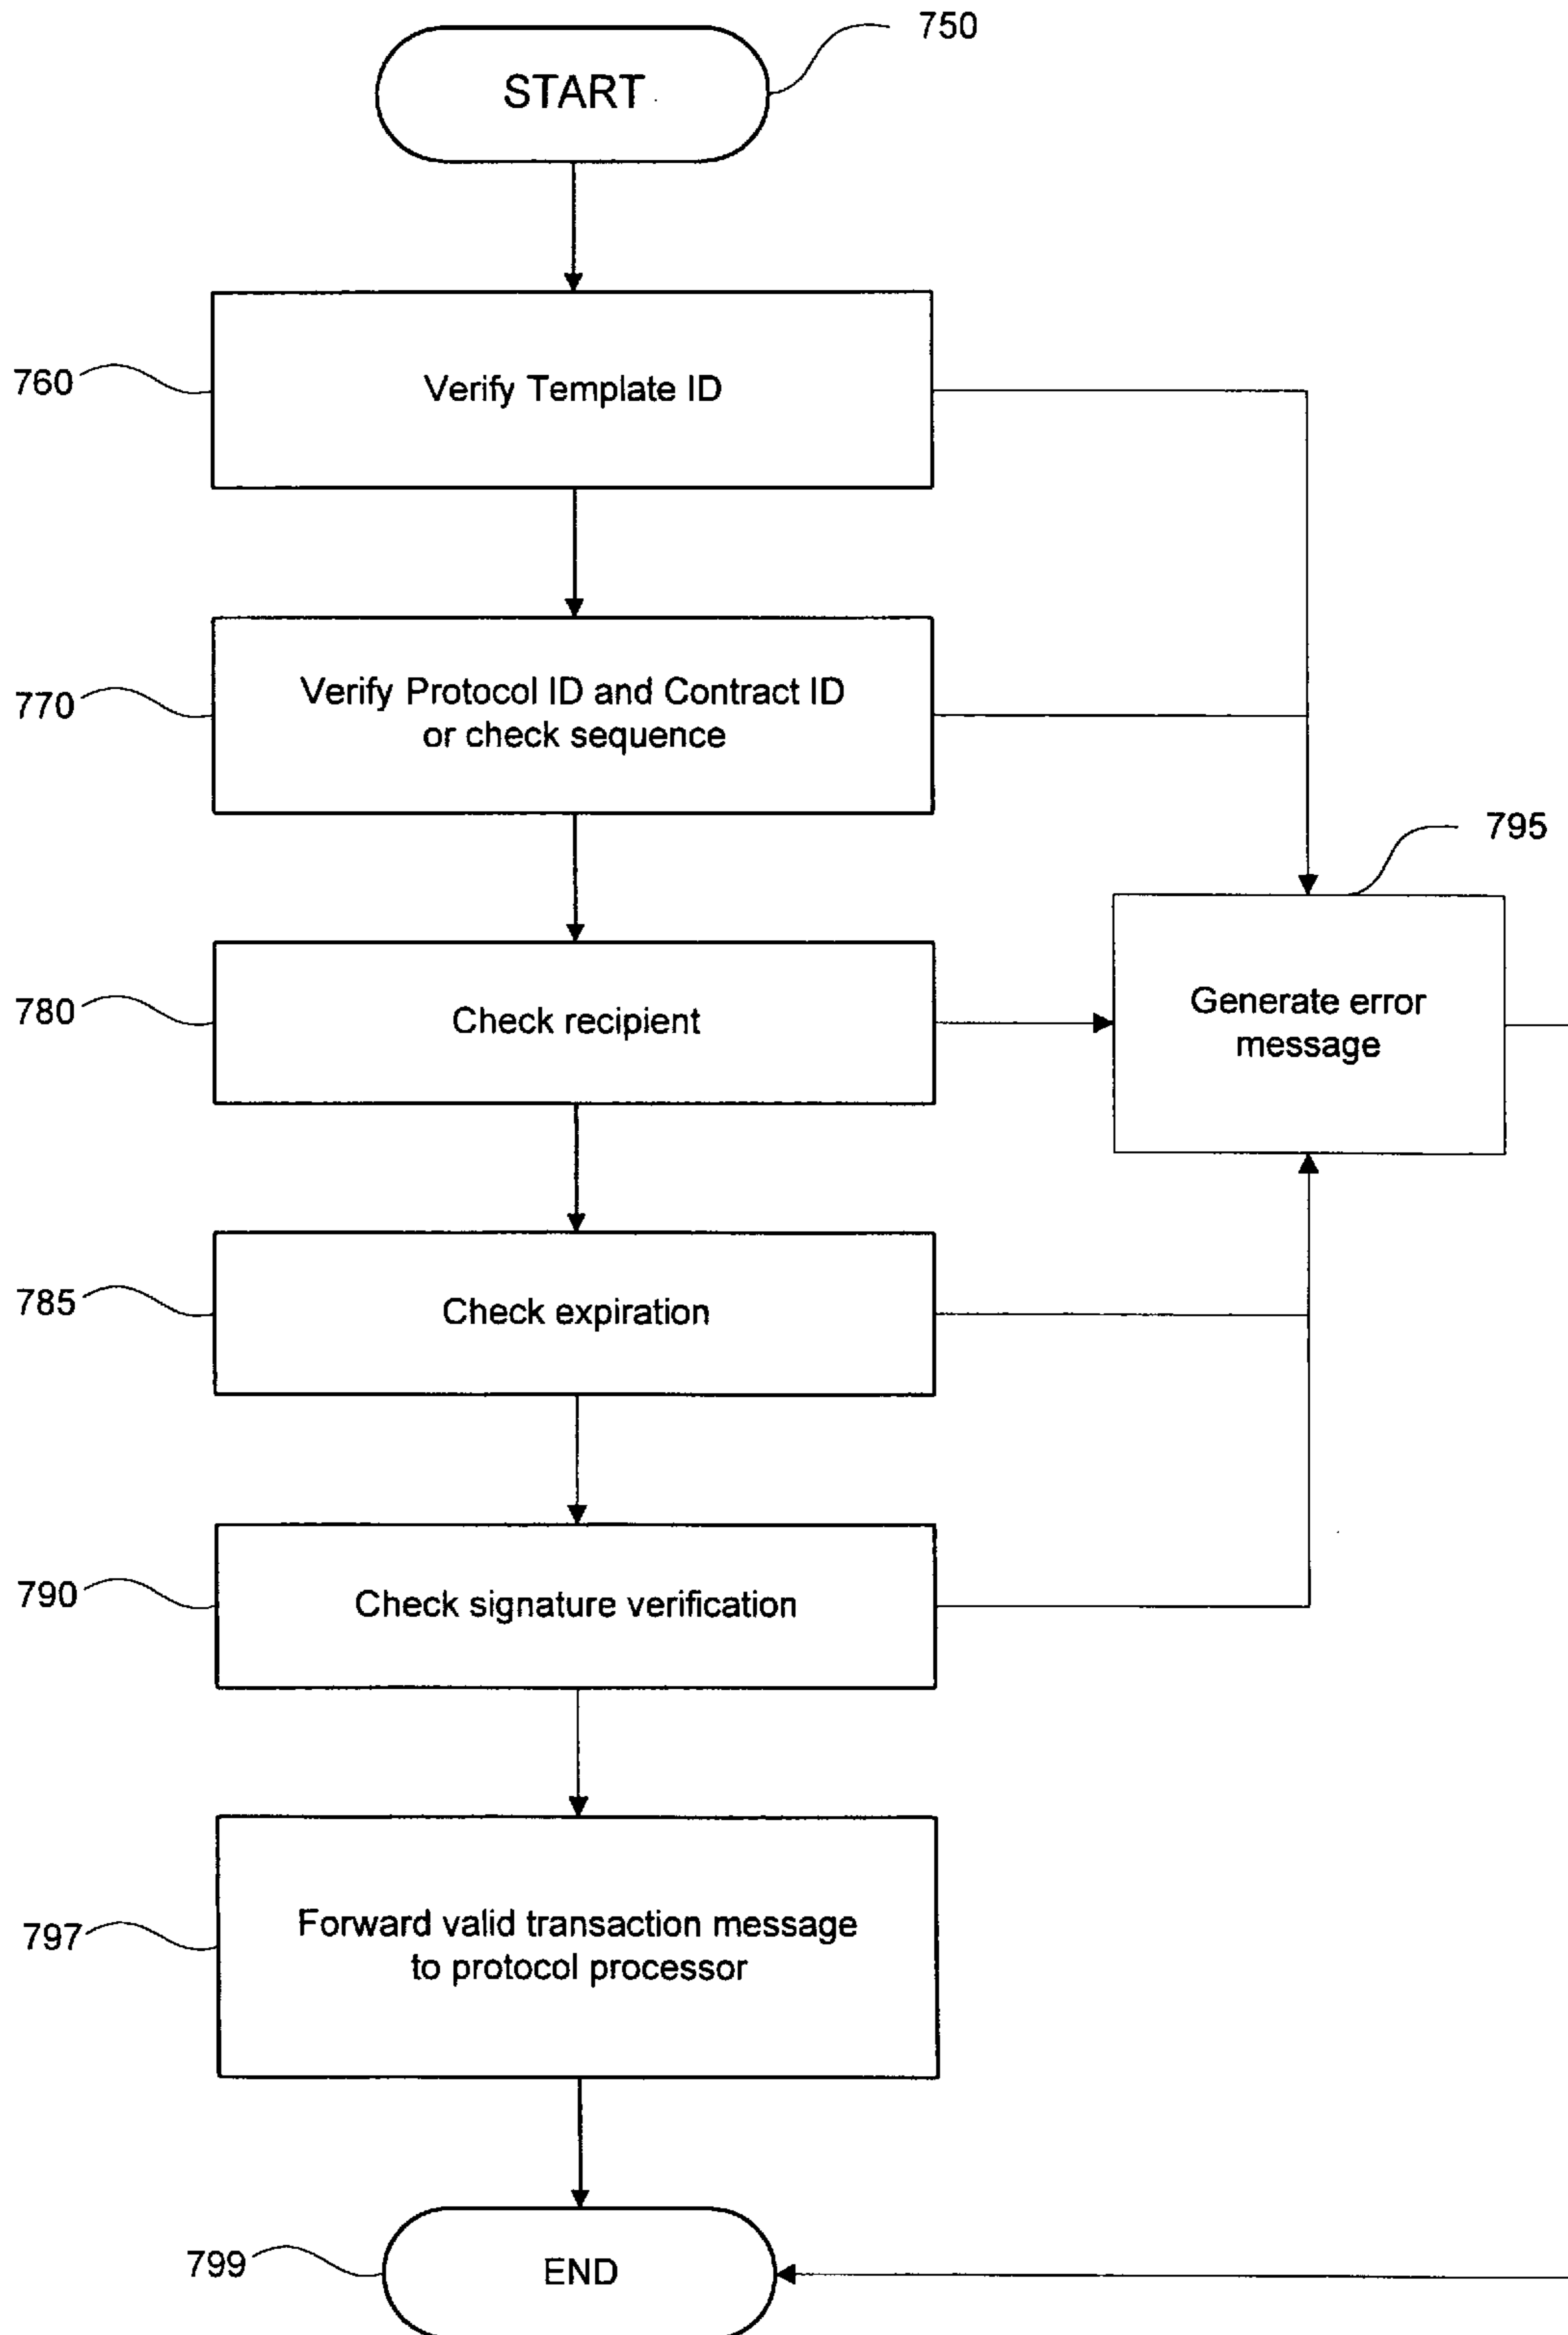 750
START
760
Verify Template ID
770
Verify Protocol ID and Contract ID
or check sequence
795
780
Check recipient
Generate error
message
785
Check expiration
790
Check signature verification
797
Forward valid transaction message
to protocol processor
799
END